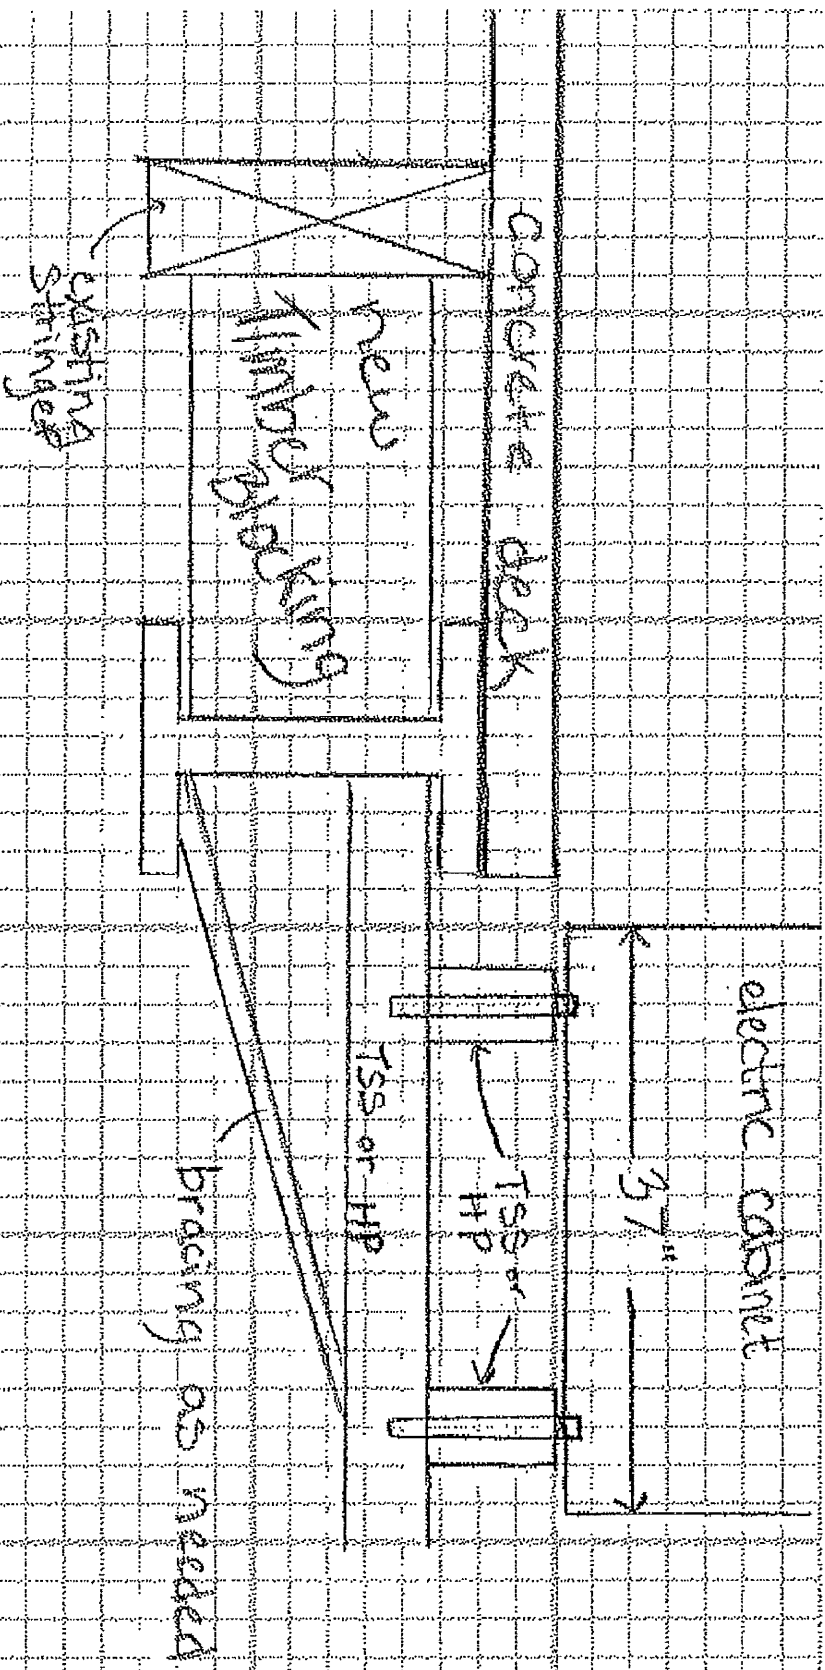 electric cabinet
37"
concrete deck
TSS or
HP
new
timber
Blocking
TSS or HP
existing
stringer
bracing as needed